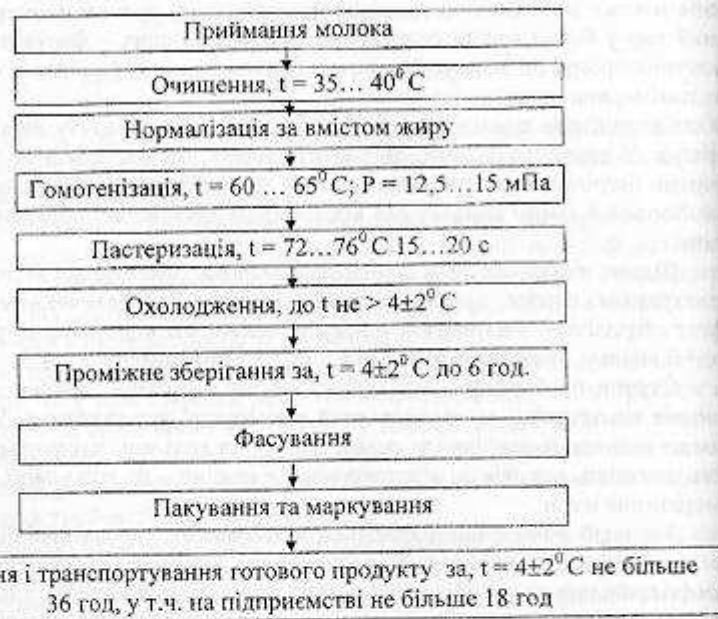 Приймання молока
Очищення, t = 35... 40⁰ С
Нормалізація за вмістом жиру
Гомогенізація, t = 60 ... 65⁰ С; Р = 12,5...15 мПа
Пастеризація, t= 72...76⁰ С 15...20 с
Охолодження, до t не > 4±2⁰ С
Проміжне зберігання за, t = 4±2⁰ С до 6 год.
Фасування
Пакування та маркування
ня і транспортування готового продукту за, t = 4±2⁰ С не більше
36 год, у т.ч. на підприємстві не більше 18 год